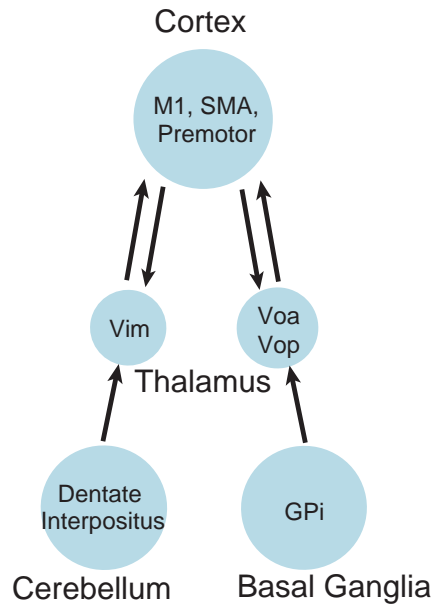 Cortex
M1, SMA,
Premotor
Vim
Voa
Vop
Thalamus
Dentate
Interpositus
GPi
Cerebellum
Basal Ganglia